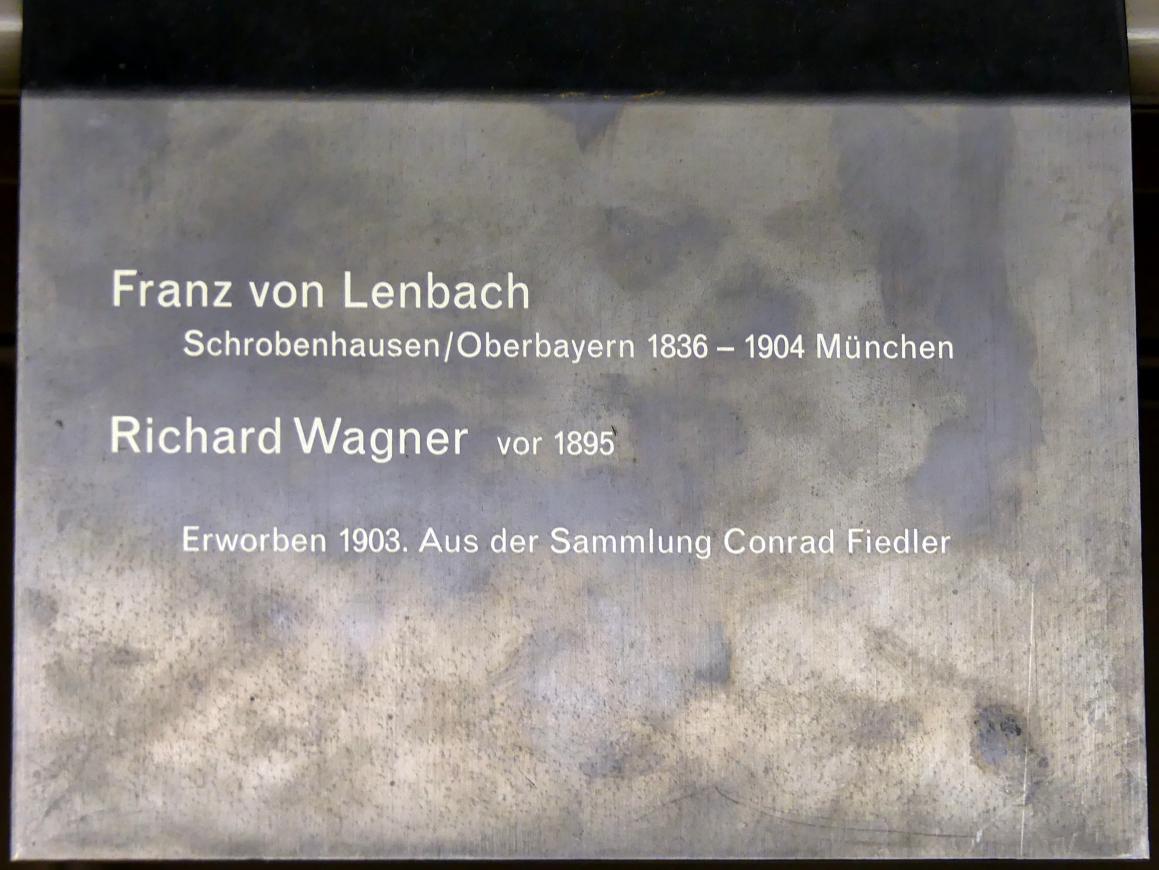 Franz von Lenbach
Schrobenhausen/Oberbayern 1836 – 1904 München
Richard Wagner vor 1895
Erworben 1903. Aus der Sammlung Conrad Fiedler